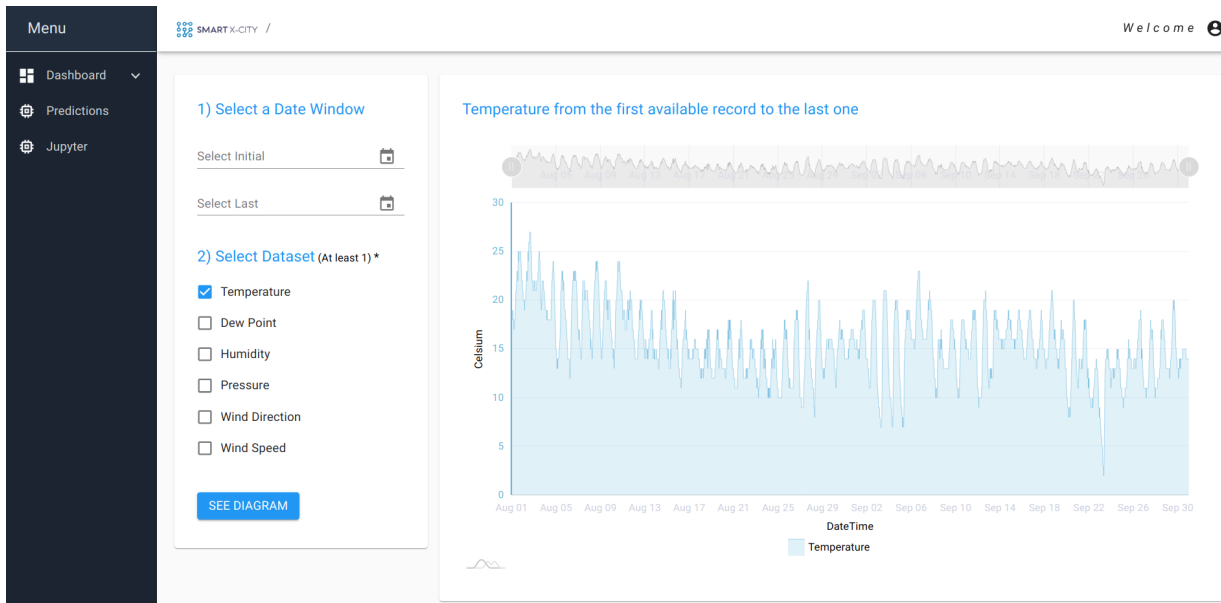 Menu
SMART X-CITY /
Welcome
Dashboard
Predictions
Jupyter
1) Select a Date Window
Select Initial
Select Last
2) Select Dataset (At least 1) *
Temperature
Dew Point
Humidity
Pressure
Wind Direction
Wind Speed
SEE DIAGRAM
Temperature from the first available record to the last one
30
25
20
15
10
5
0
Celsium
Aug 01 Aug 05 Aug 09 Aug 13 Aug 17 Aug 21 Aug 25 Aug 29 Sep 02 Sep 06 Sep 10 Sep 14 Sep 18 Sep 22 Sep 26 Sep 30
DateTime
Temperature